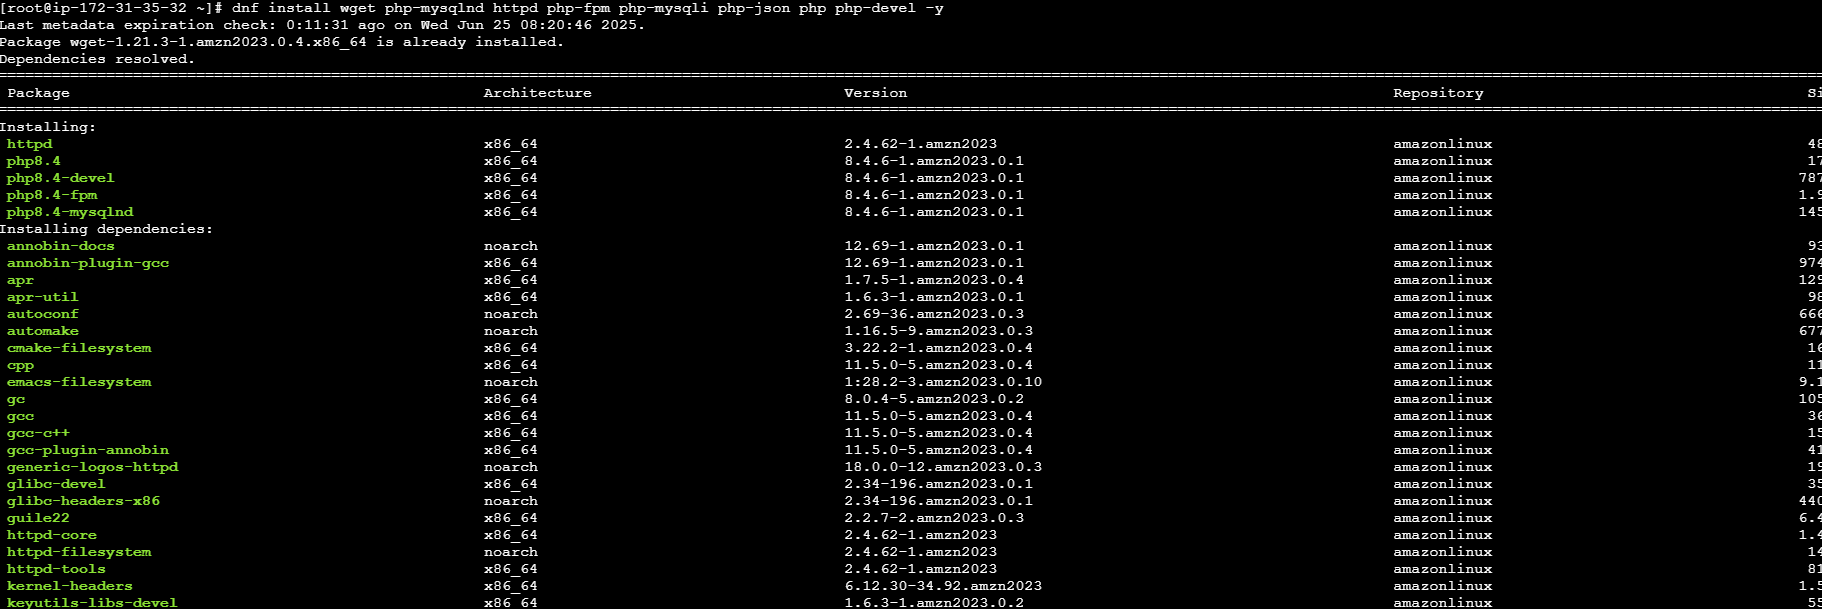 [root@ip-172-31-35-32 ~]# dnf install wget php-mysqlnd httpd php-fpm php-mysqli php-json php php-devel -y
Last metadata expiration check: 0:11:31 ago on Wed Jun 25 08:20:46 2025.
Package wget-1.21.3-1.amzn2023.0.4.x86_64 is already installed.
Dependencies resolved.
Package Architecture Version Repository Si
Installing:
httpd x86_64 2.4.62-1.amzn2023 amazonlinux 48
php8.4 x86_64 8.4.6-1.amzn2023.0.1 amazonlinux 17
php8.4-devel x86_64 8.4.6-1.amzn2023.0.1 amazonlinux 787
php8.4-fpm x86_64 8.4.6-1.amzn2023.0.1 amazonlinux 1.9
php8.4-mysqlnd x86_64 8.4.6-1.amzn2023.0.1 amazonlinux 145
Installing dependencies:
annobin-docs noarch 12.69-1.amzn2023.0.1 amazonlinux 93
annobin-plugin-gcc x86_64 12.69-1.amzn2023.0.1 amazonlinux 974
apr x86_64 1.7.5-1.amzn2023.0.4 amazonlinux 129
apr-util x86_64 1.6.3-1.amzn2023.0.1 amazonlinux 98
autoconf noarch 2.69-36.amzn2023.0.3 amazonlinux 666
automake noarch 1.16.5-9.amzn2023.0.3 amazonlinux 677
cmake-filesystem x86_64 3.22.2-1.amzn2023.0.4 amazonlinux 16
cpp x86_64 11.5.0-5.amzn2023.0.4 amazonlinux 11
emacs-filesystem noarch 1:28.2-3.amzn2023.0.10 amazonlinux 9.1
gc x86_64 8.0.4-5.amzn2023.0.2 amazonlinux 105
gcc x86_64 11.5.0-5.amzn2023.0.4 amazonlinux 36
gcc-c++ x86_64 11.5.0-5.amzn2023.0.4 amazonlinux 15
gcc-plugin-annobin x86_64 11.5.0-5.amzn2023.0.4 amazonlinux 41
generic-logos-httpd noarch 18.0.0-12.amzn2023.0.3 amazonlinux 19
glibc-devel x86_64 2.34-196.amzn2023.0.1 amazonlinux 35
glibc-headers-x86 noarch 2.34-196.amzn2023.0.1 amazonlinux 440
guile22 x86_64 2.2.7-2.amzn2023.0.3 amazonlinux 6.4
httpd-core x86_64 2.4.62-1.amzn2023 amazonlinux 1.4
httpd-filesystem noarch 2.4.62-1.amzn2023 amazonlinux 14
httpd-tools x86_64 2.4.62-1.amzn2023 amazonlinux 81
kernel-headers x86_64 6.12.30-34.92.amzn2023 amazonlinux 1.5
keyutils-libs-devel x86_64 1.6.3-1.amzn2023.0.2 amazonlinux 55